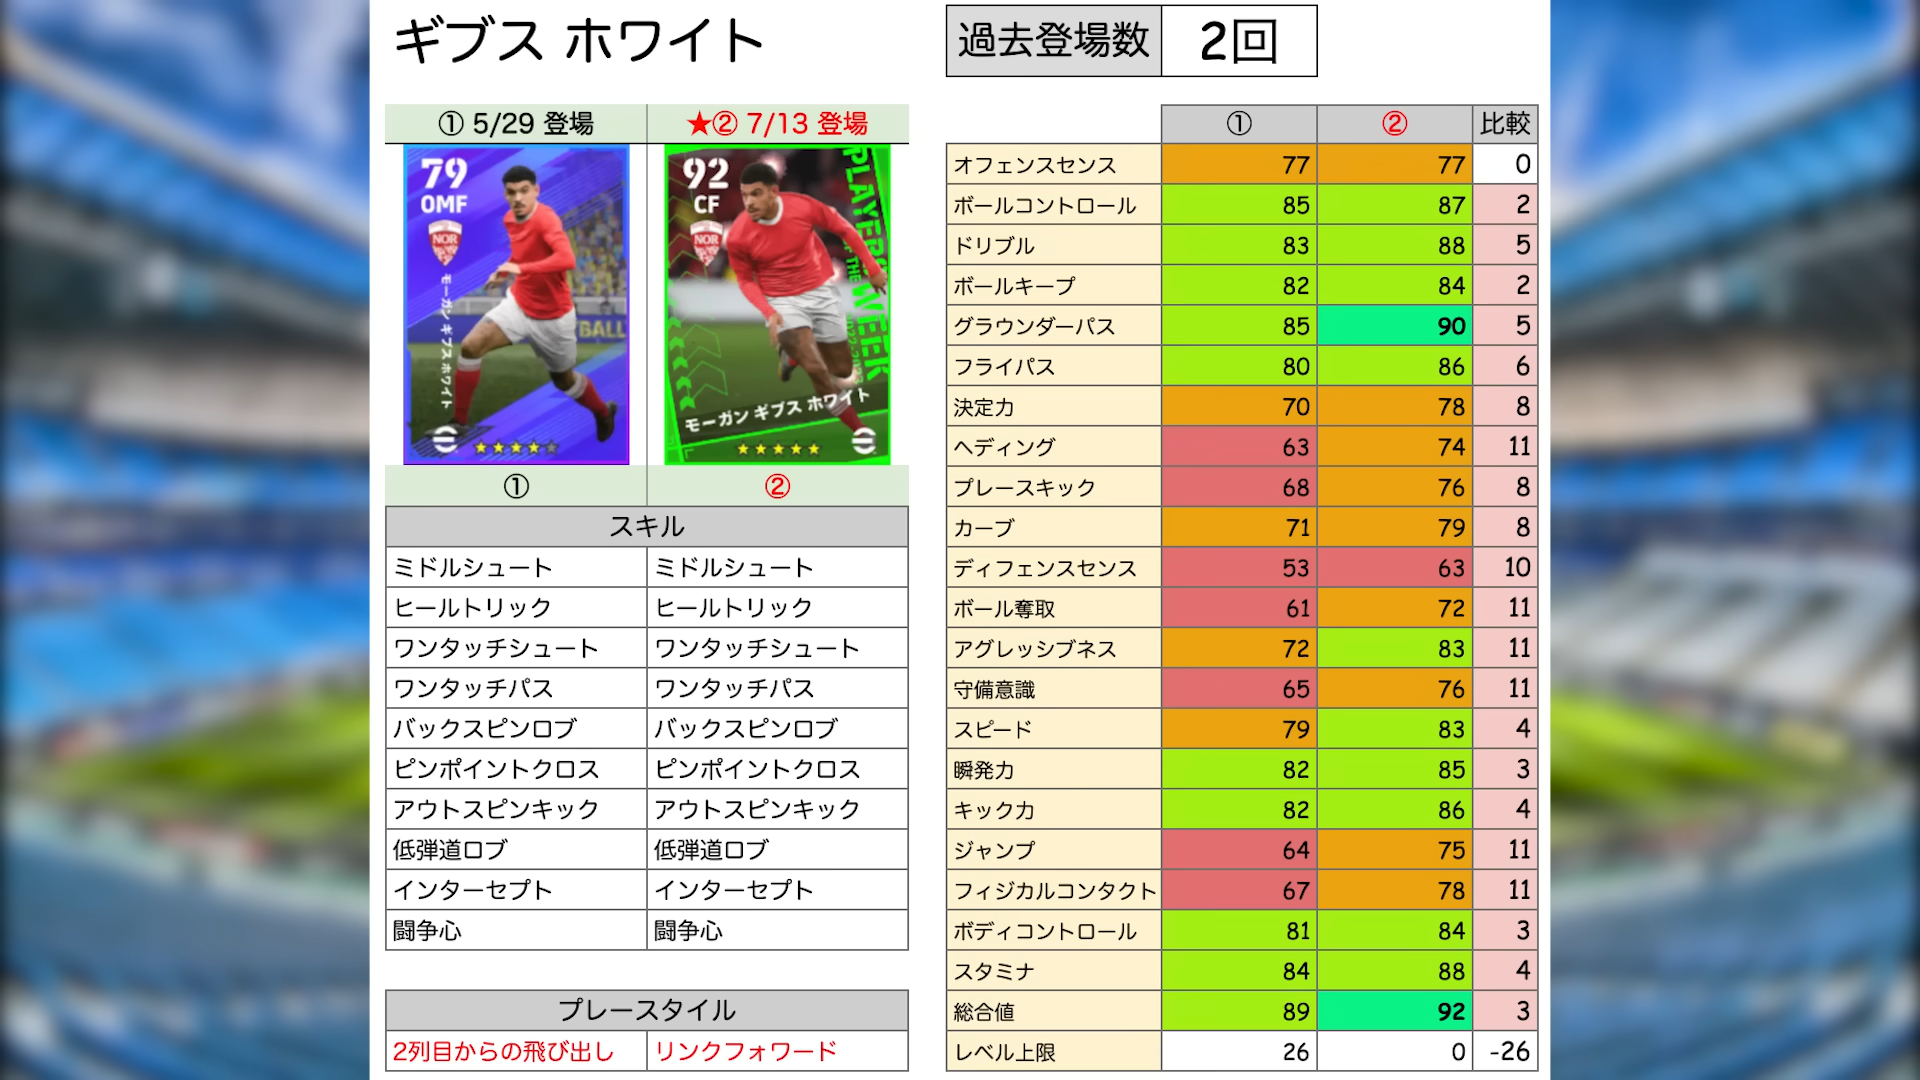 ギブス ホワイト
過去登場数 2回
① 5/29 登場 ★② 7/13 登場
79
OMF
NOR
モーガン ギブス ホワイト
BALL
92
CF
NOR
PLAYER OF THE WEEK
モーガン ギブス ホワイト
① ②
スキル
ミドルシュート ミドルシュート
ヒールトリック ヒールトリック
ワンタッチシュート ワンタッチシュート
ワンタッチパス ワンタッチパス
バックスピンロブ バックスピンロブ
ピンポイントクロス ピンポイントクロス
アウトスピンキック アウトスピンキック
低弾道ロブ 低弾道ロブ
インターセプト インターセプト
闘争心 闘争心
プレースタイル
2列目からの飛び出し リンクフォワード
① ② 比較
オフェンスセンス 77 77 0
ボールコントロール 85 87 2
ドリブル 83 88 5
ボールキープ 82 84 2
グラウンダーパス 85 90 5
フライパス 80 86 6
決定力 70 78 8
ヘディング 63 74 11
プレースキック 68 76 8
カーブ 71 79 8
ディフェンスセンス 53 63 10
ボール奪取 61 72 11
アグレッシブネス 72 83 11
守備意識 65 76 11
スピード 79 83 4
瞬発力 82 85 3
キック力 82 86 4
ジャンプ 64 75 11
フィジカルコンタクト 67 78 11
ボディコントロール 81 84 3
スタミナ 84 88 4
総合値 89 92 3
レベル上限 26 0 -26